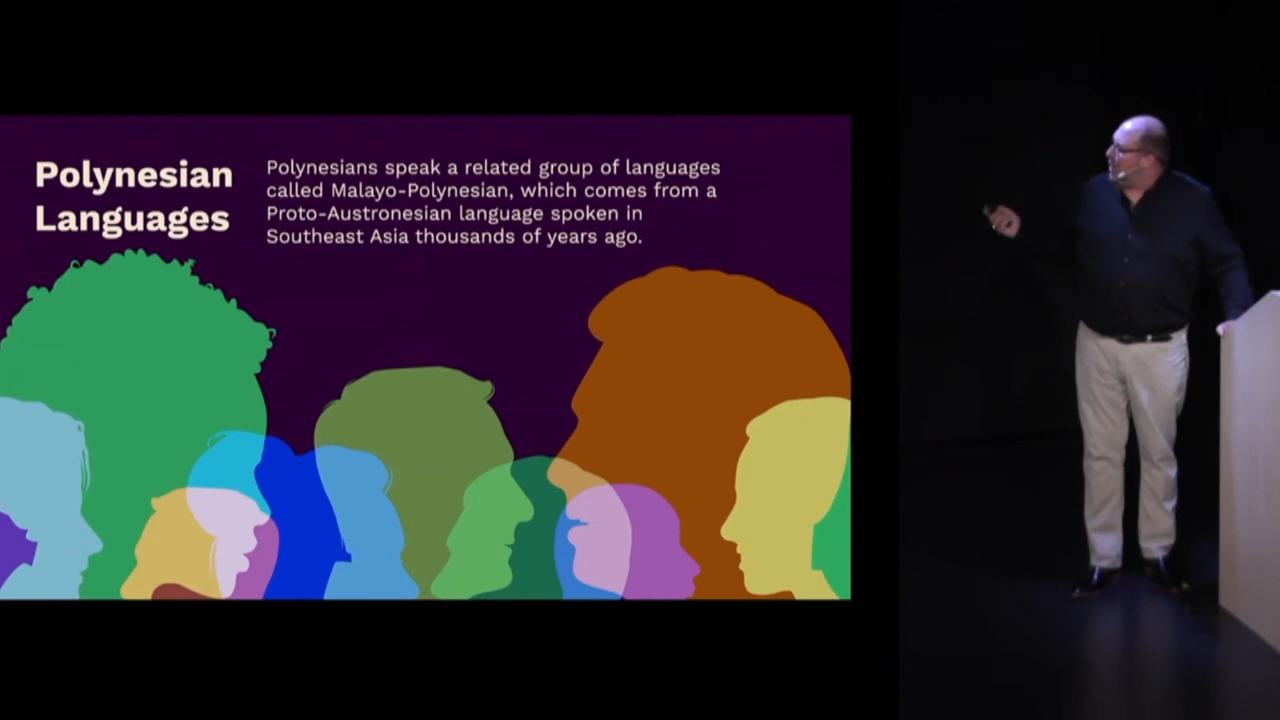 Polynesian
Languages
Polynesians speak a related group of languages
called Malayo-Polynesian, which comes from a
Proto-Austronesian language spoken in
Southeast Asia thousands of years ago.